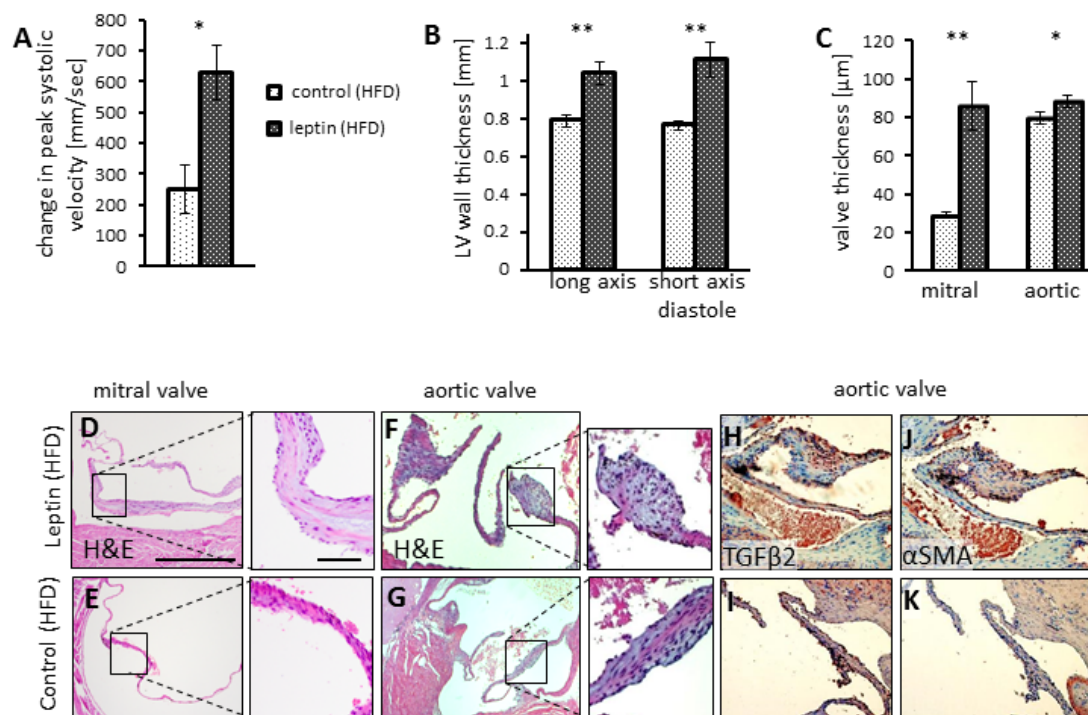 A
change in peak systolic
velocity [mm/sec]
800
700
600
500
400
300
200
100
0
*
control (HFD)
leptin (HFD)
B
LV wall thickness [mm]
1.2
1
0.8
0.6
0.4
0.2
0
**
**
long axis
short axis
diastole
C
valve thickness [µm]
120
100
80
60
40
20
0
**
*
mitral
aortic
mitral valve
aortic valve
aortic valve
Leptin (HFD)
D
H&E
F
H&E
H
TGFβ2
J
αSMA
Control (HFD)
E
G
I
K